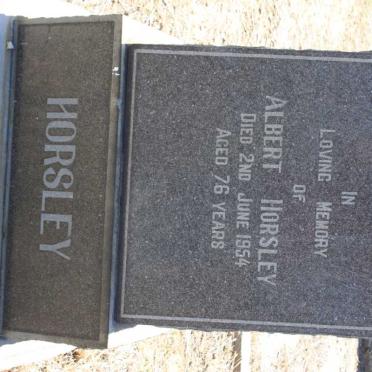 IN
LOVING MEMORY
OF
ALBERT HORSLEY
DIED 2ND JUNE 1954
AGED 76 YEARS
HORSLEY